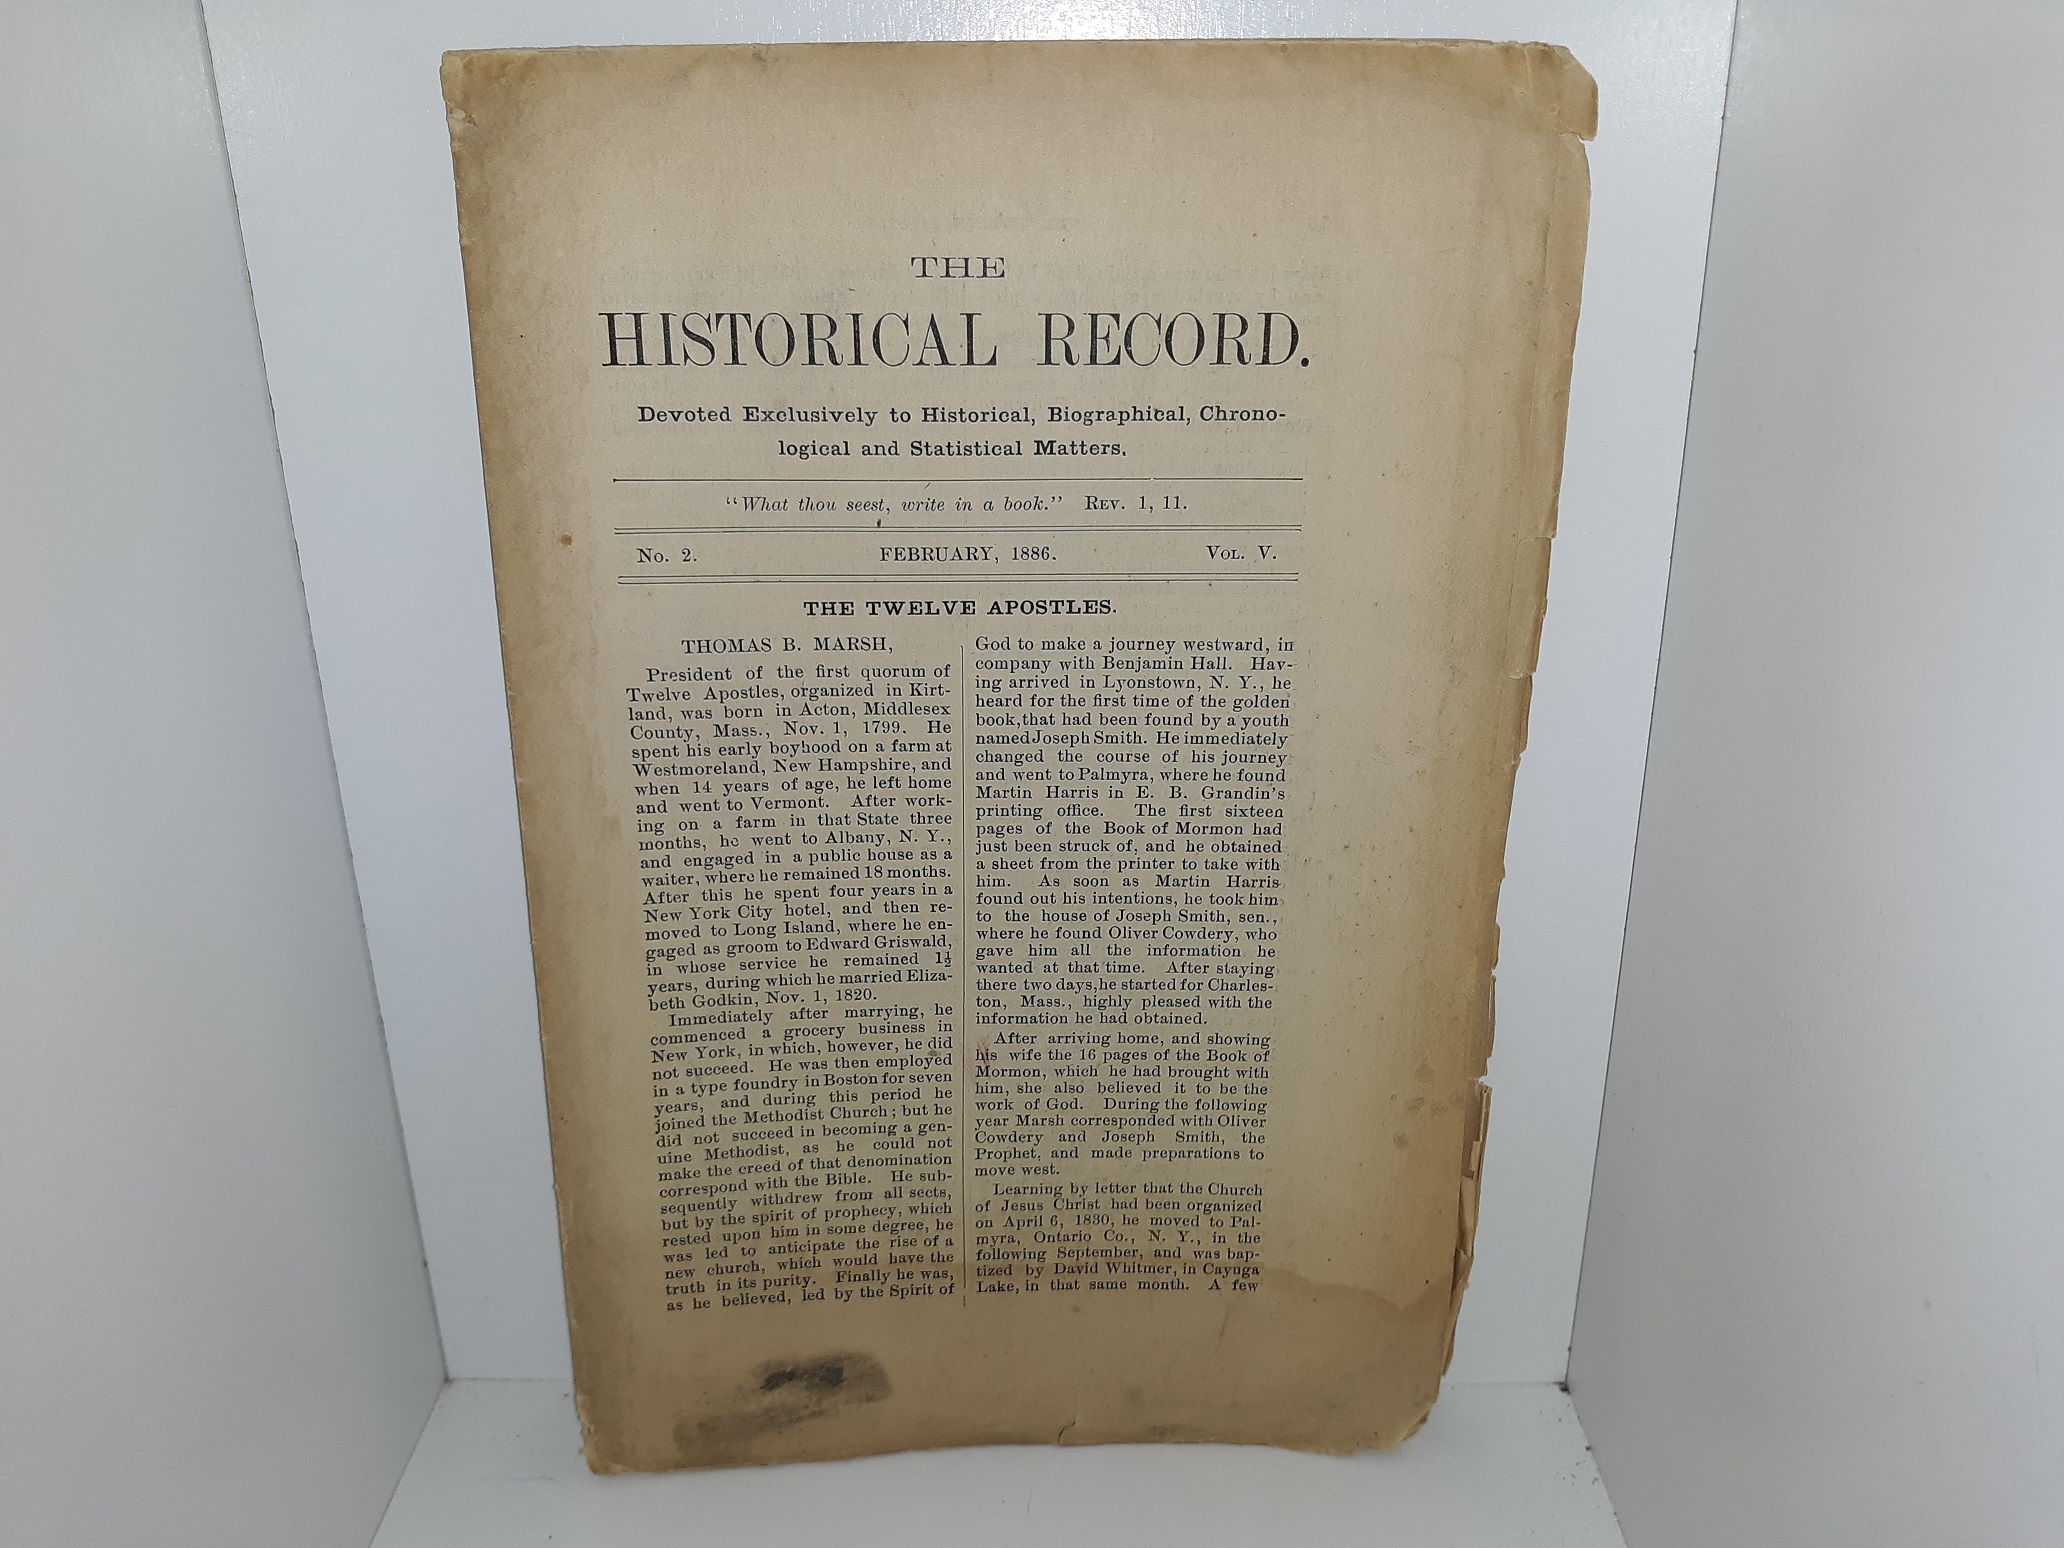 THE
HISTORICAL RECORD.
Devoted Exclusively to Historical, Biographical, Chrono-
logical and Statistical Matters.
"What thou seest, write in a book." REV. 1, 11.
No. 2. FEBRUARY, 1886. VOL. V.
THE TWELVE APOSTLES.
THOMAS B. MARSH,
President of the first quorum of
Twelve Apostles, organized in Kirt-
land, was born in Acton, Middlesex
County, Mass., Nov. 1, 1799. He
spent his early boyhood on a farm at
Westmoreland, New Hampshire, and
when 14 years of age, he left home
and went to Vermont. After work-
ing on a farm in that State three
months, he went to Albany, N. Y.,
and engaged in a public house as a
waiter, where he remained 18 months.
After this he spent four years in a
New York City hotel, and then re-
moved to Long Island, where he en-
gaged as groom to Edward Griswald,
in whose service he remained 1½
years, during which he married Eliza-
beth Godkin, Nov. 1, 1820.
Immediately after marrying, he
commenced a grocery business in
New York, in which, however, he did
not succeed. He was then employed
in a type foundry in Boston for seven
years, and during this period he
joined the Methodist Church; but he
did not succeed in becoming a gen-
uine Methodist, as he could not
make the creed of that denomination
correspond with the Bible. He sub-
sequently withdrew from all sects,
but by the spirit of prophecy, which
rested upon him in some degree, he
was led to anticipate the rise of a
new church, which would have the
truth in its purity. Finally he was,
as he believed, led by the Spirit of
God to make a journey westward, in
company with Benjamin Hall. Hav-
ing arrived in Lyonstown, N. Y., he
heard for the first time of the golden
book, that had been found by a youth
named Joseph Smith. He immediately
changed the course of his journey
and went to Palmyra, where he found
Martin Harris in E. B. Grandin's
printing office. The first sixteen
pages of the Book of Mormon had
just been struck of, and he obtained
a sheet from the printer to take with
him. As soon as Martin Harris
found out his intentions, he took him
to the house of Joseph Smith, sen.,
where he found Oliver Cowdery, who
gave him all the information he
wanted at that time. After staying
there two days, he started for Charles-
ton, Mass., highly pleased with the
information he had obtained.
After arriving home, and showing
his wife the 16 pages of the Book of
Mormon, which he had brought with
him, she also believed it to be the
work of God. During the following
year Marsh corresponded with Oliver
Cowdery and Joseph Smith, the
Prophet, and made preparations to
move west.
Learning by letter that the Church
of Jesus Christ had been organized
on April 6, 1830, he moved to Pal-
myra, Ontario Co., N. Y., in the
following September, and was bap-
tized by David Whitmer, in Cayuga
Lake, in that same month. A few